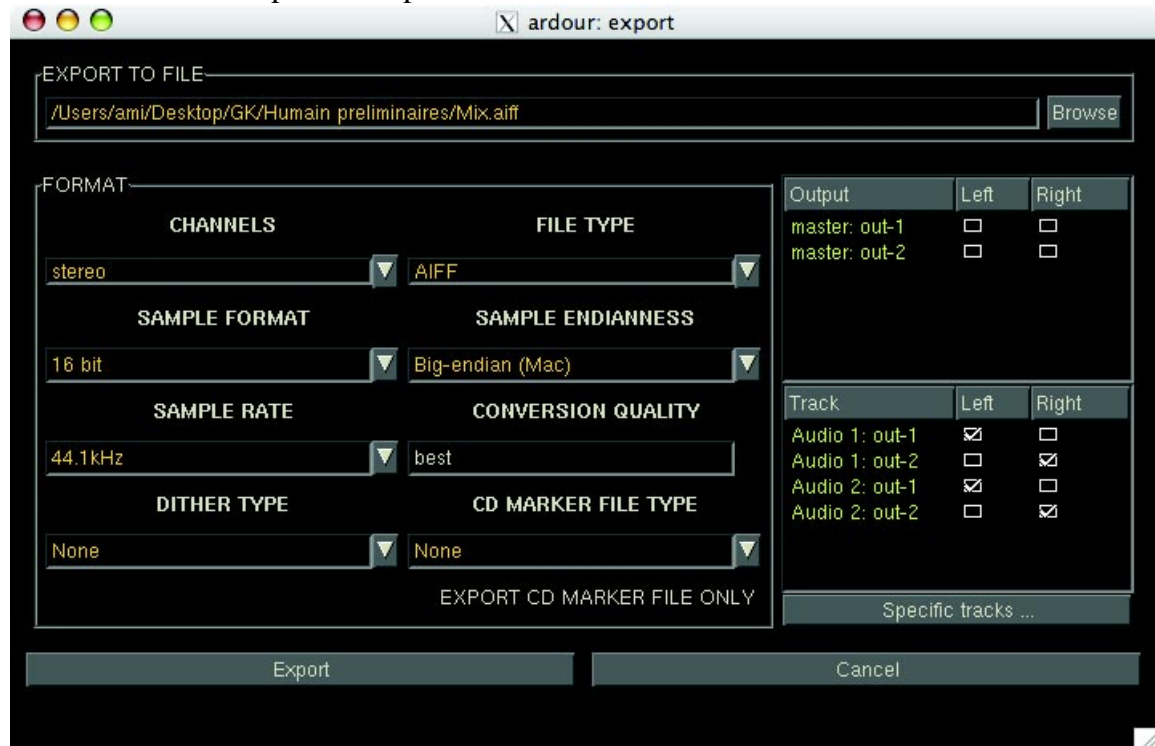 ardour: export
EXPORT TO FILE
/Users/ami/Desktop/GK/Humain preliminaires/Mix.aiff Browse
FORMAT
CHANNELS FILE TYPE
stereo AIFF
SAMPLE FORMAT SAMPLE ENDIANNESS
16 bit Big-endian (Mac)
SAMPLE RATE CONVERSION QUALITY
44.1kHz best
DITHER TYPE CD MARKER FILE TYPE
None None
EXPORT CD MARKER FILE ONLY
Output Left Right
master: out-1
master: out-2
Track Left Right
Audio 1: out-1
Audio 1: out-2
Audio 2: out-1
Audio 2: out-2
Specific tracks ...
Export Cancel